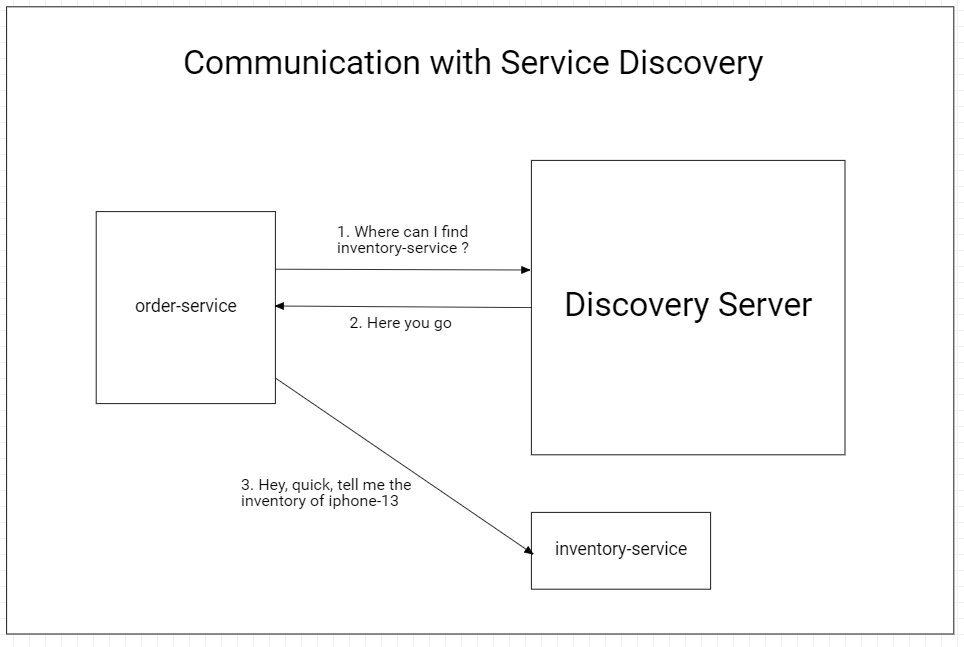 Communication with Service Discovery
1. Where can I find
inventory-service ?
order-service
Discovery Server
2. Here you go
3. Hey, quick, tell me the
inventory of iphone-13
inventory-service